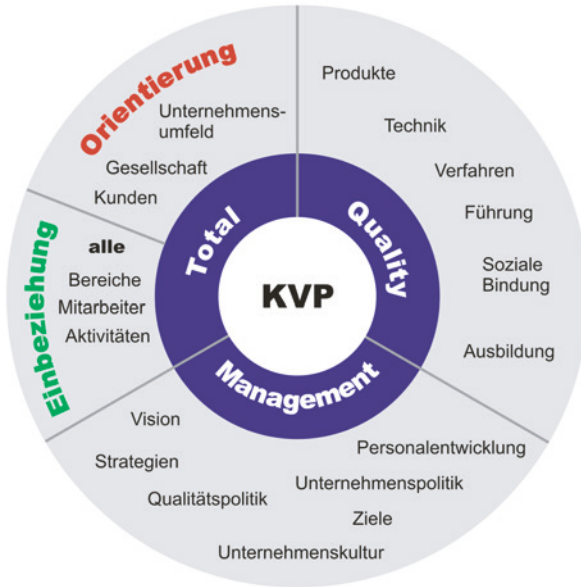 Orientierung
Unternehmens-
umfeld
Gesellschaft
Kunden
Einbeziehung
alle
Bereiche
Mitarbeiter
Aktivitäten
Total
Quality
Management
KVP
Produkte
Technik
Verfahren
Führung
Soziale
Bindung
Ausbildung
Vision
Strategien
Qualitätspolitik
Personalentwicklung
Unternehmenspolitik
Ziele
Unternehmenskultur